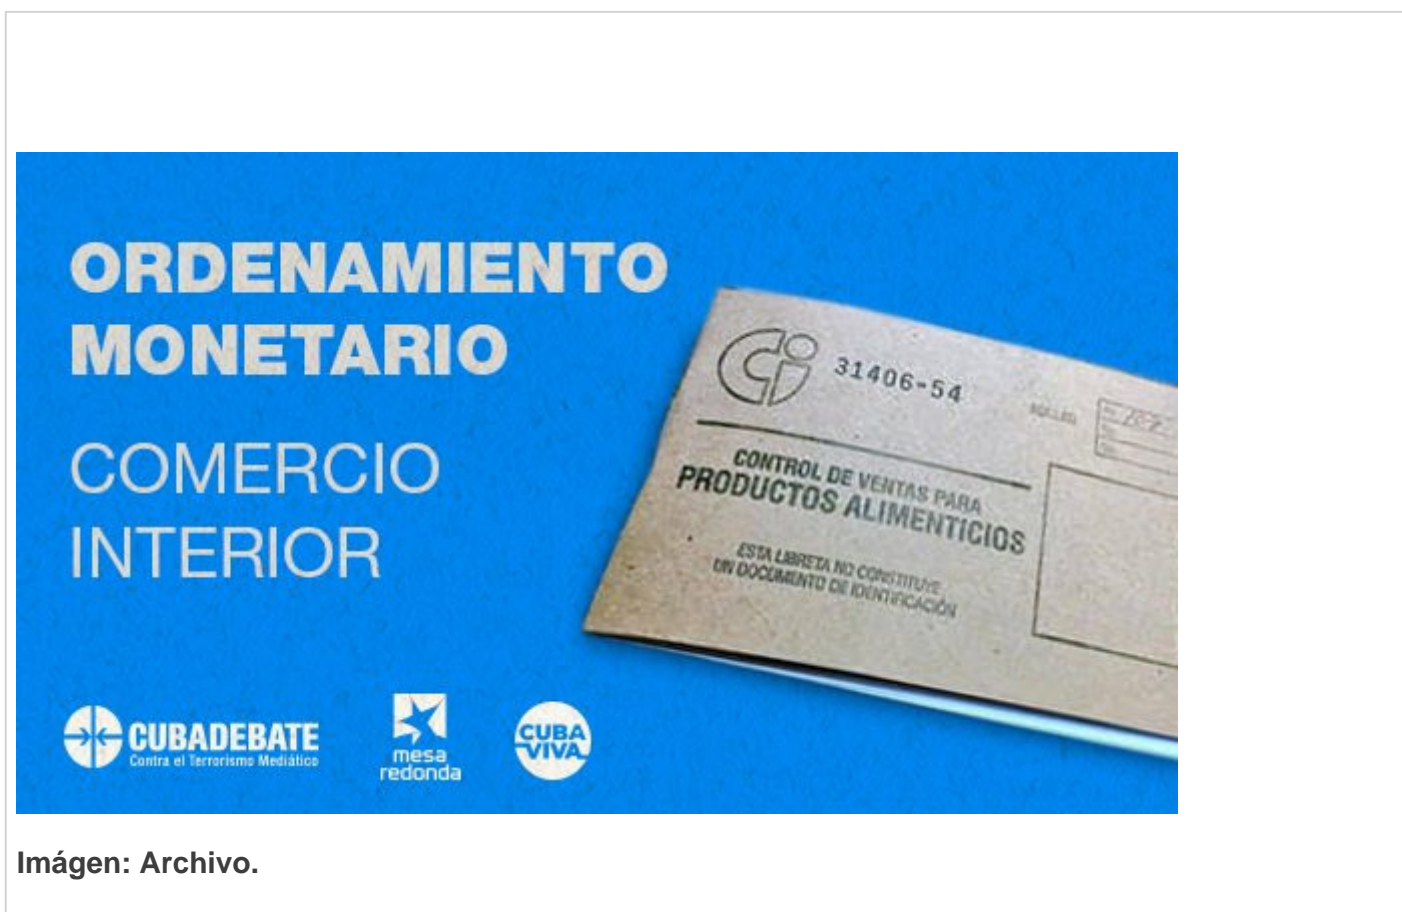 ORDENAMIENTO
MONETARIO
COMERCIO
INTERIOR
31406-54
CONTROL DE VENTAS PARA
PRODUCTOS ALIMENTICIOS
ESTA LIBRETA NO CONSTITUYE
UN DOCUMENTO DE IDENTIFICACIÓN
CUBADEBATE
Contra el Terrorismo Mediático
mesa
redonda
CUBA
VIVA
Imágen: Archivo.